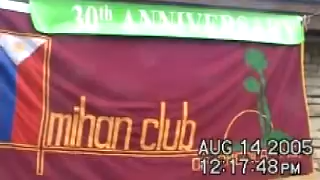 30th ANNIVERSARY
mihan club
AUG 14 2005
12:17:48 PM